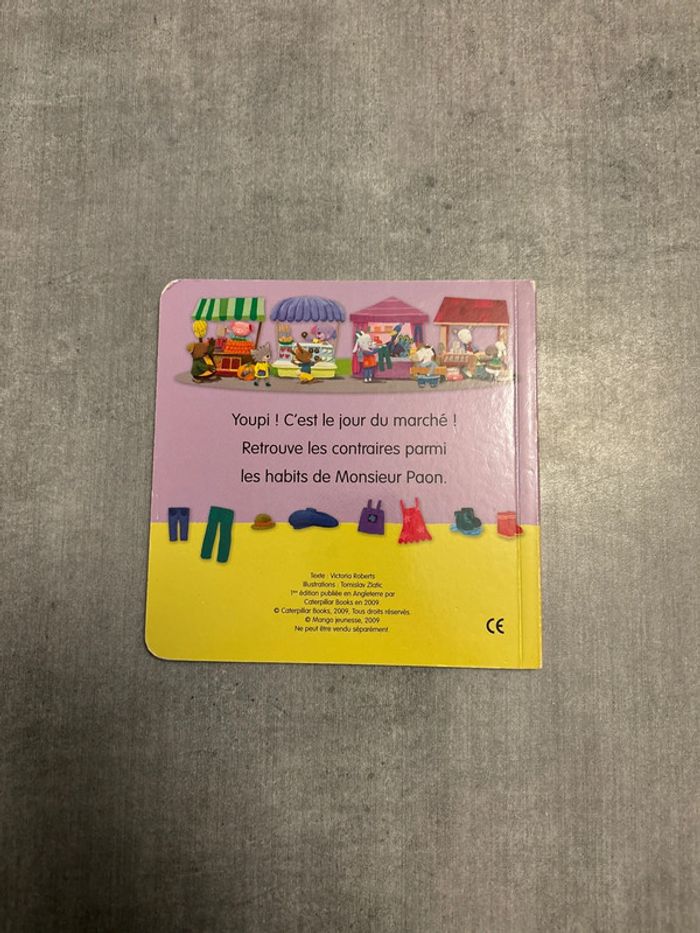 Youpi ! C'est le jour du marché !
Retrouve les contraires parmi
les habits de Monsieur Paon.
Texte : Victoria Roberts
Illustrations : Tomislav Zlatic
1ère édition publiée en Angleterre par
Caterpillar Books en 2009
© Caterpillar Books, 2009, Tous droits réservés.
© Mango jeunesse, 2009
Ne peut être vendu séparément.
CE